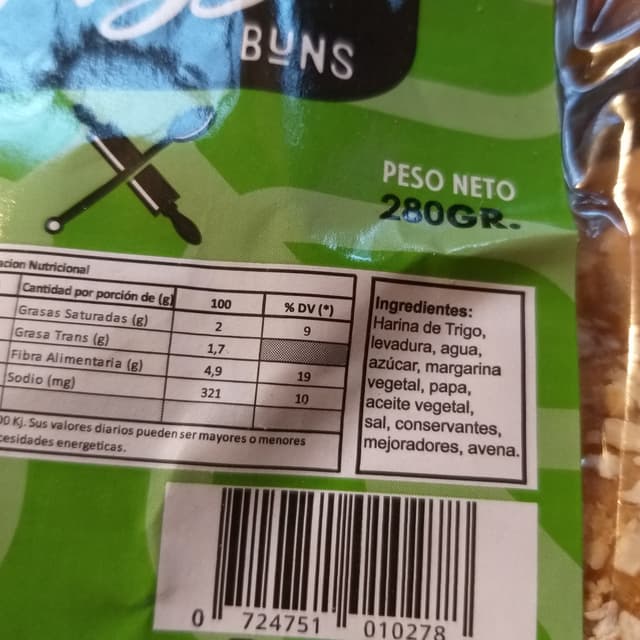 BUNS
PESO NETO
280GR.
Nutricional
Cantidad por porción de (g) 100 % DV (*)
Grasas Saturadas (g) 2 9
Grasa Trans (g) 1,7
Fibra Alimentaria (g) 4,9 19
Sodio (mg) 321 10
Kj. Sus valores diarios pueden ser mayores o menores
energeticas.
Ingredientes:
Harina de Trigo,
levadura, agua,
azúcar, margarina
vegetal, papa,
aceite vegetal,
sal, conservantes,
mejoradores, avena.
0 724751 010278